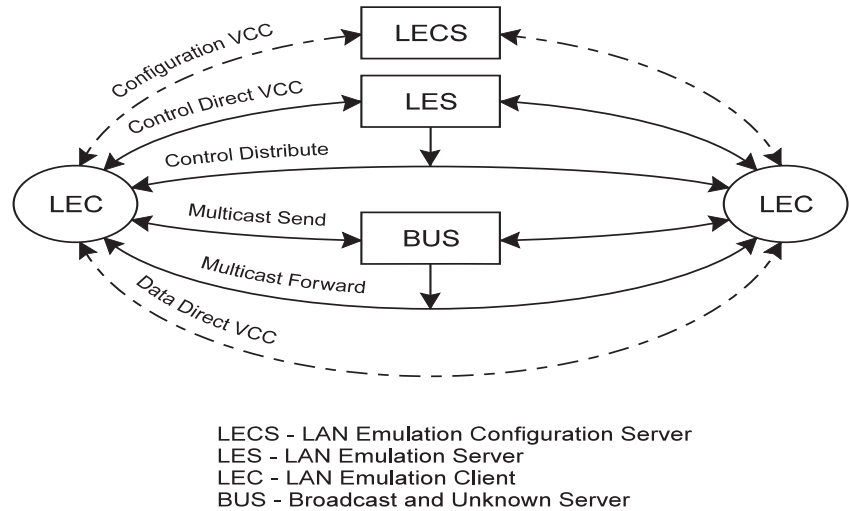 Configuration VCC
LECS
Control Direct VCC
LES
Control Distribute
LEC
LEC
Multicast Send
BUS
Multicast Forward
Data Direct VCC
LECS - LAN Emulation Configuration Server
LES - LAN Emulation Server
LEC - LAN Emulation Client
BUS - Broadcast and Unknown Server